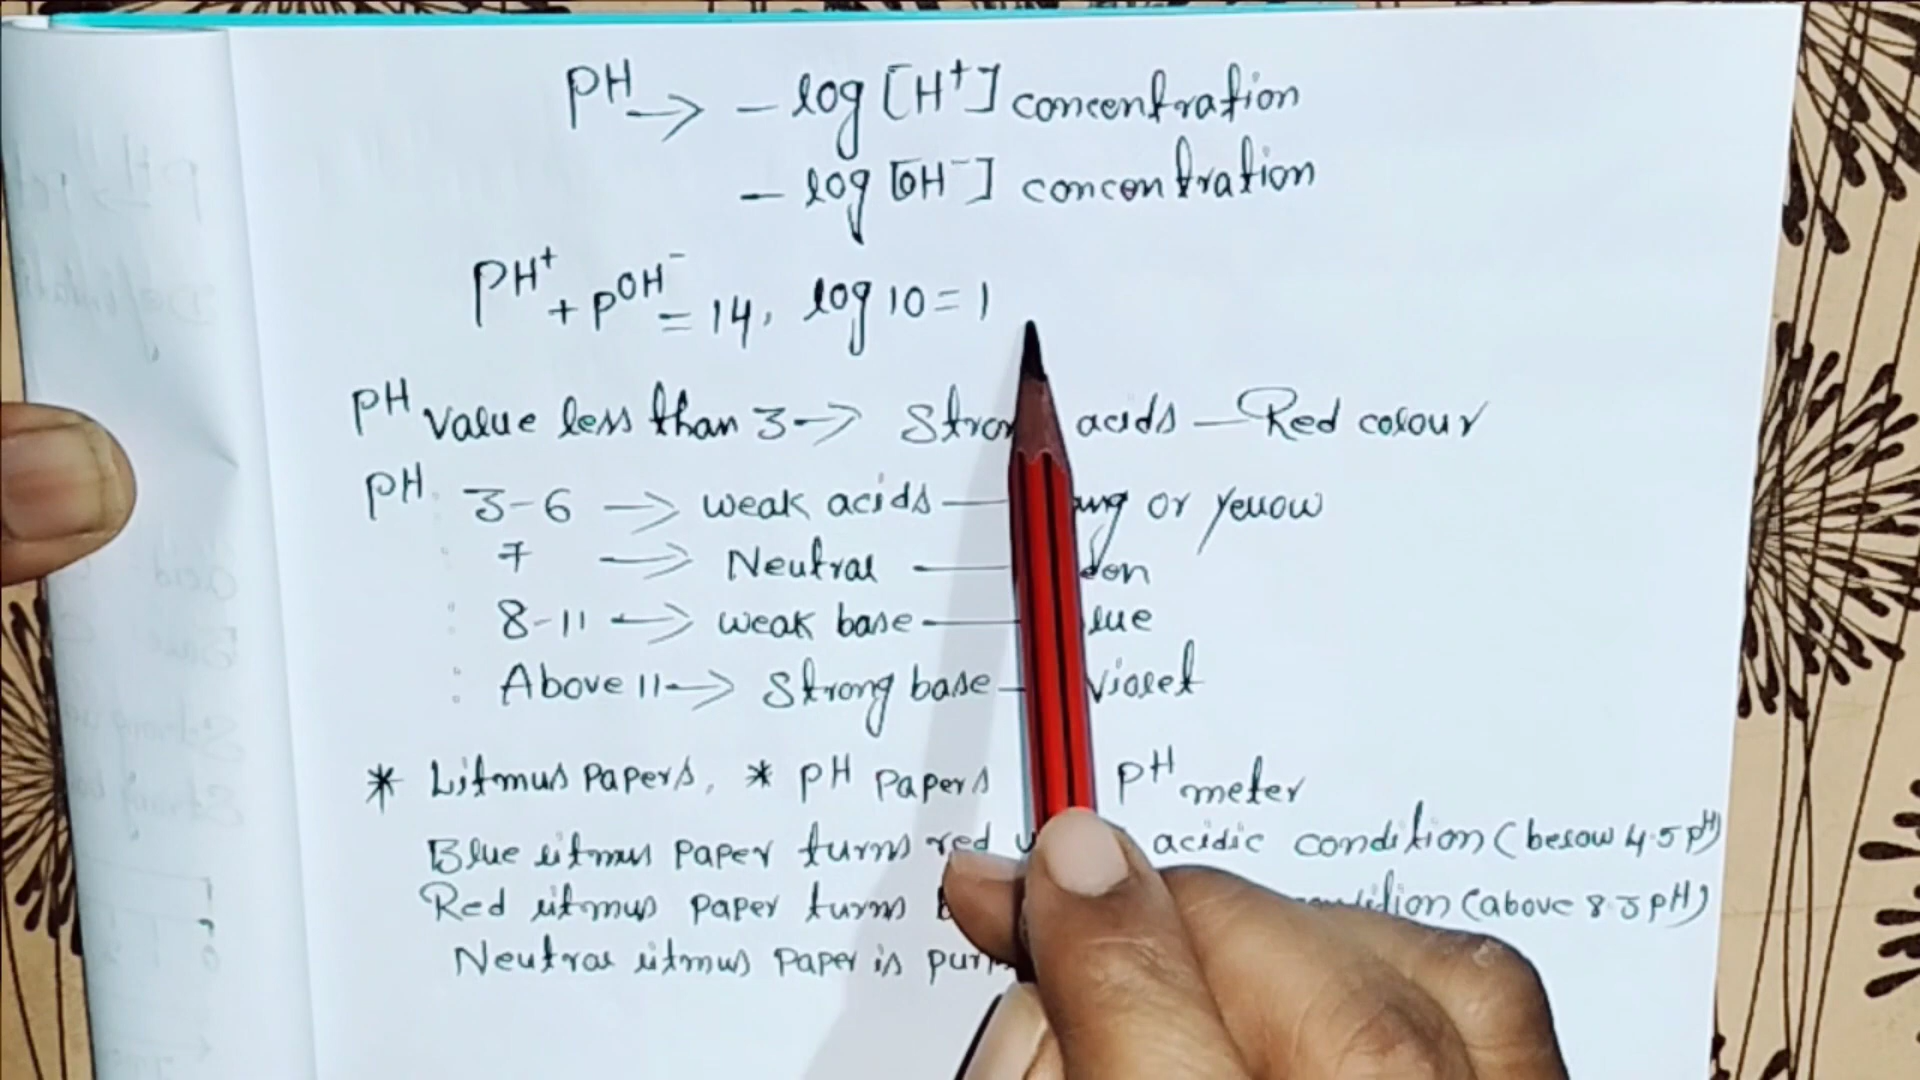 PH → - log [H+] concentration
- log [OH-] concentration
PH+ + POH- = 14, log 10 = 1
PH value less than 3 → acids - Red colour
PH 3-6 → weak acids - or yellow
7 → Neutral -
8-11 → weak base -
Above 11 → Strong base - violet
* Litmus Papers, * PH Papers PH meter
Blue litmus paper turns red acidic condition (below 4.5 PH)
Red litmus paper turns (above 8.3 PH)
Neutral litmus paper is